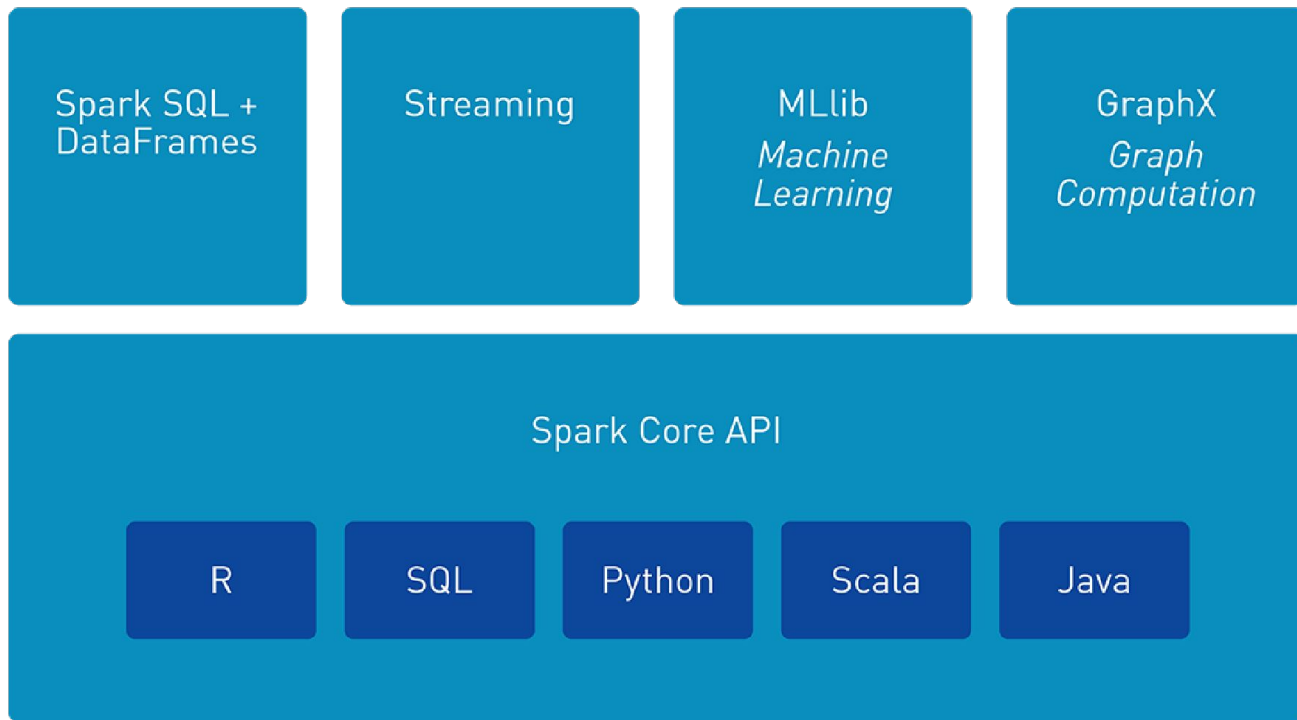 Spark SQL +
DataFrames
Streaming
MLlib
Machine
Learning
GraphX
Graph
Computation
Spark Core API
R
SQL
Python
Scala
Java